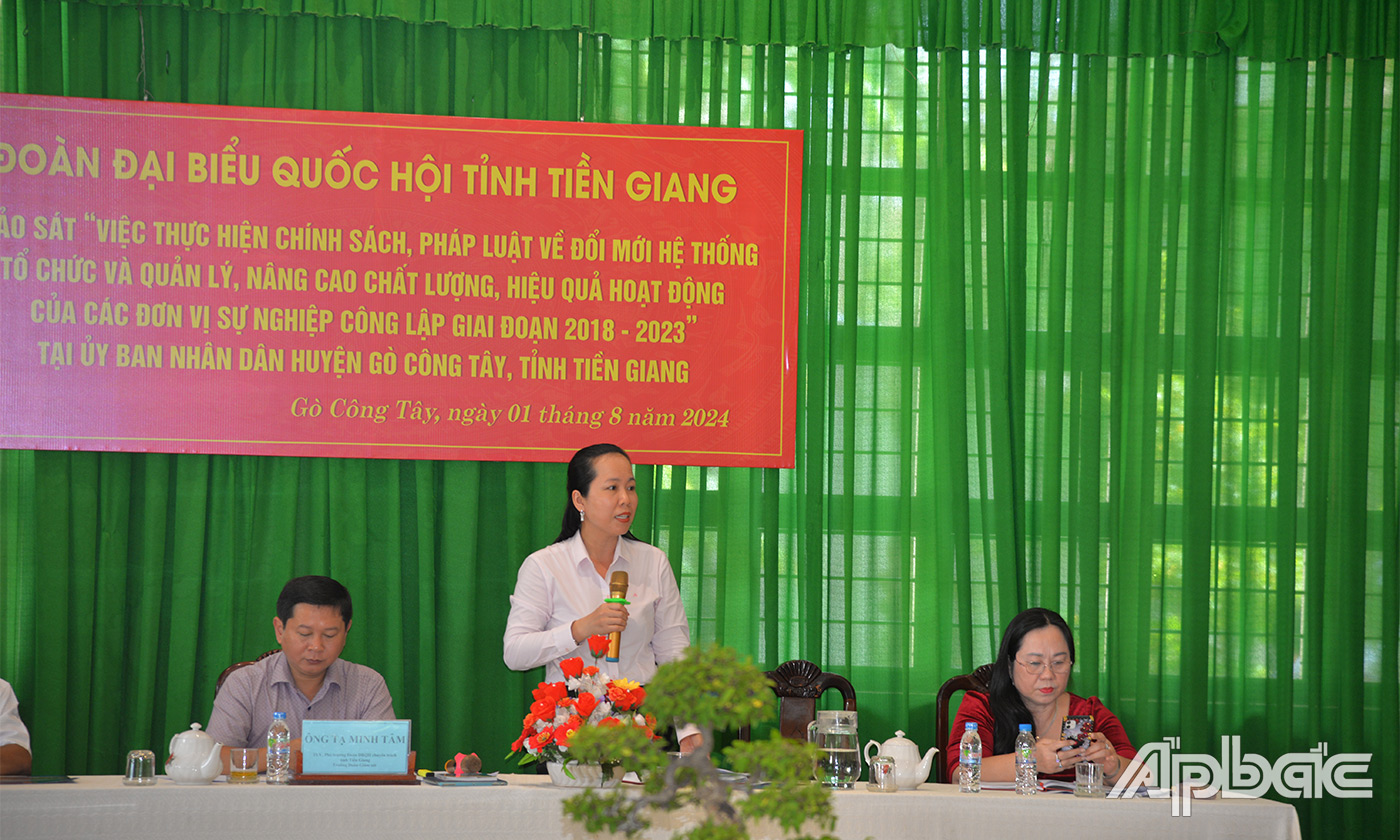 ĐOÀN ĐẠI BIỂU QUỐC HỘI TỈNH TIỀN GIANG
ẢO SÁT “VIỆC THỰC HIỆN CHÍNH SÁCH, PHÁP LUẬT VỀ ĐỔI MỚI HỆ THỐNG
TỔ CHỨC VÀ QUẢN LÝ, NÂNG CAO CHẤT LƯỢNG, HIỆU QUẢ HOẠT ĐỘNG
CỦA CÁC ĐƠN VỊ SỰ NGHIỆP CÔNG LẬP GIAI ĐOẠN 2018 - 2023”
TẠI ỦY BAN NHÂN DÂN HUYỆN GÒ CÔNG TÂY, TỈNH TIỀN GIANG
Gò Công Tây, ngày 01 tháng 8 năm 2024
ÔNG TẠ MINH TÂM
Ấpbắc